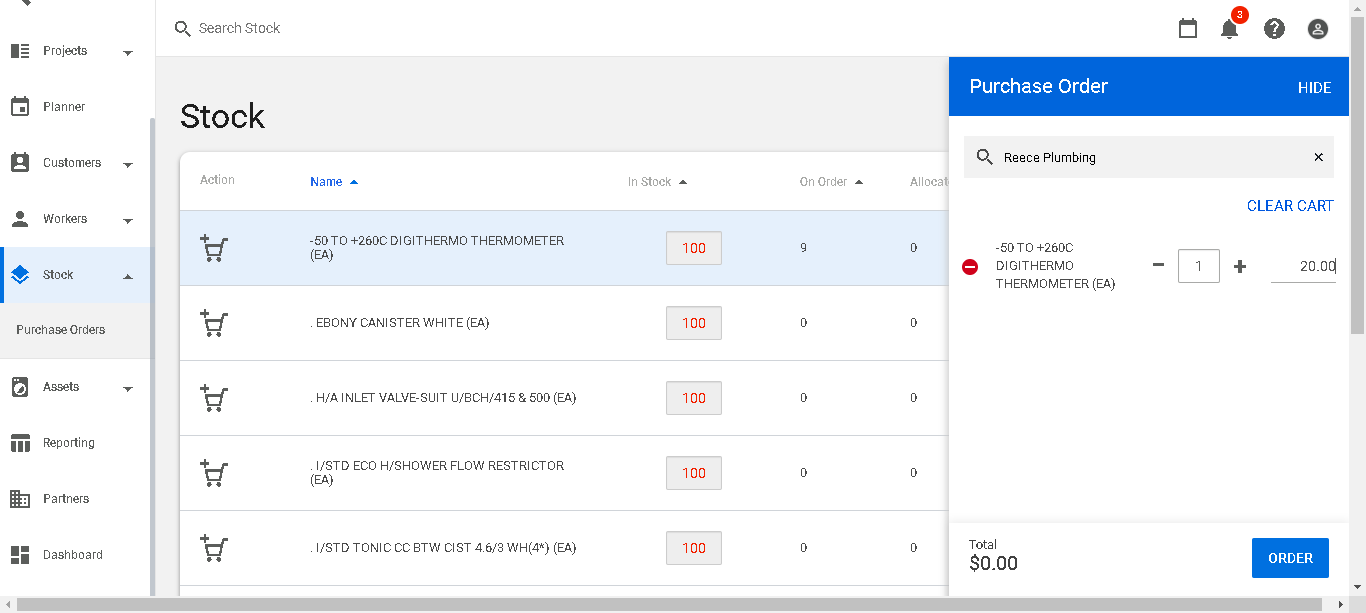 Projects
Planner
Customers
Workers
Stock
Purchase Orders
Assets
Reporting
Partners
Dashboard
Search Stock
3
Stock
Action Name In Stock On Order Allocat
-50 TO +260C DIGITHERMO THERMOMETER
(EA)
100 9 0
. EBONY CANISTER WHITE (EA) 100 0 0
. H/A INLET VALVE-SUIT U/BCH/415 & 500 (EA) 100 0 0
. I/STD ECO H/SHOWER FLOW RESTRICTOR
(EA)
100 0 0
. I/STD TONIC CC BTW CIST 4.6/3 WH(4*) (EA) 100 0 0
Purchase Order HIDE
Reece Plumbing
CLEAR CART
-50 TO +260C
DIGITHERMO
THERMOMETER (EA)
1 20.00
Total
$0.00
ORDER